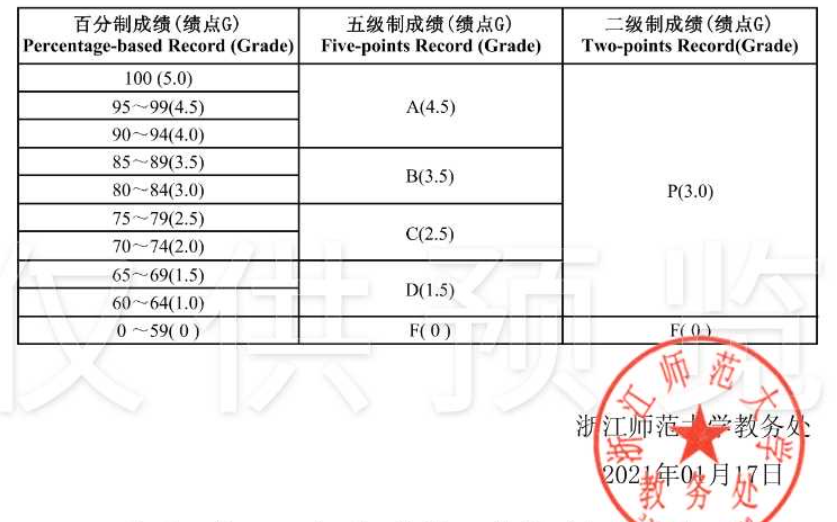 百分制成绩(绩点G)
Percentage-based Record (Grade)
五级制成绩(绩点G)
Five-points Record (Grade)
二级制成绩(绩点G)
Two-points Record(Grade)
100 (5.0)
95～99(4.5)
90～94(4.0)
A(4.5)
85～89(3.5)
80～84(3.0)
B(3.5)
P(3.0)
75～79(2.5)
70～74(2.0)
C(2.5)
65～69(1.5)
60～64(1.0)
D(1.5)
0 ～59( 0 )
F( 0 )
F( 0 )
仅供预览
浙江师范大学教务处
2021年01月17日
浙江师范大学
教务处